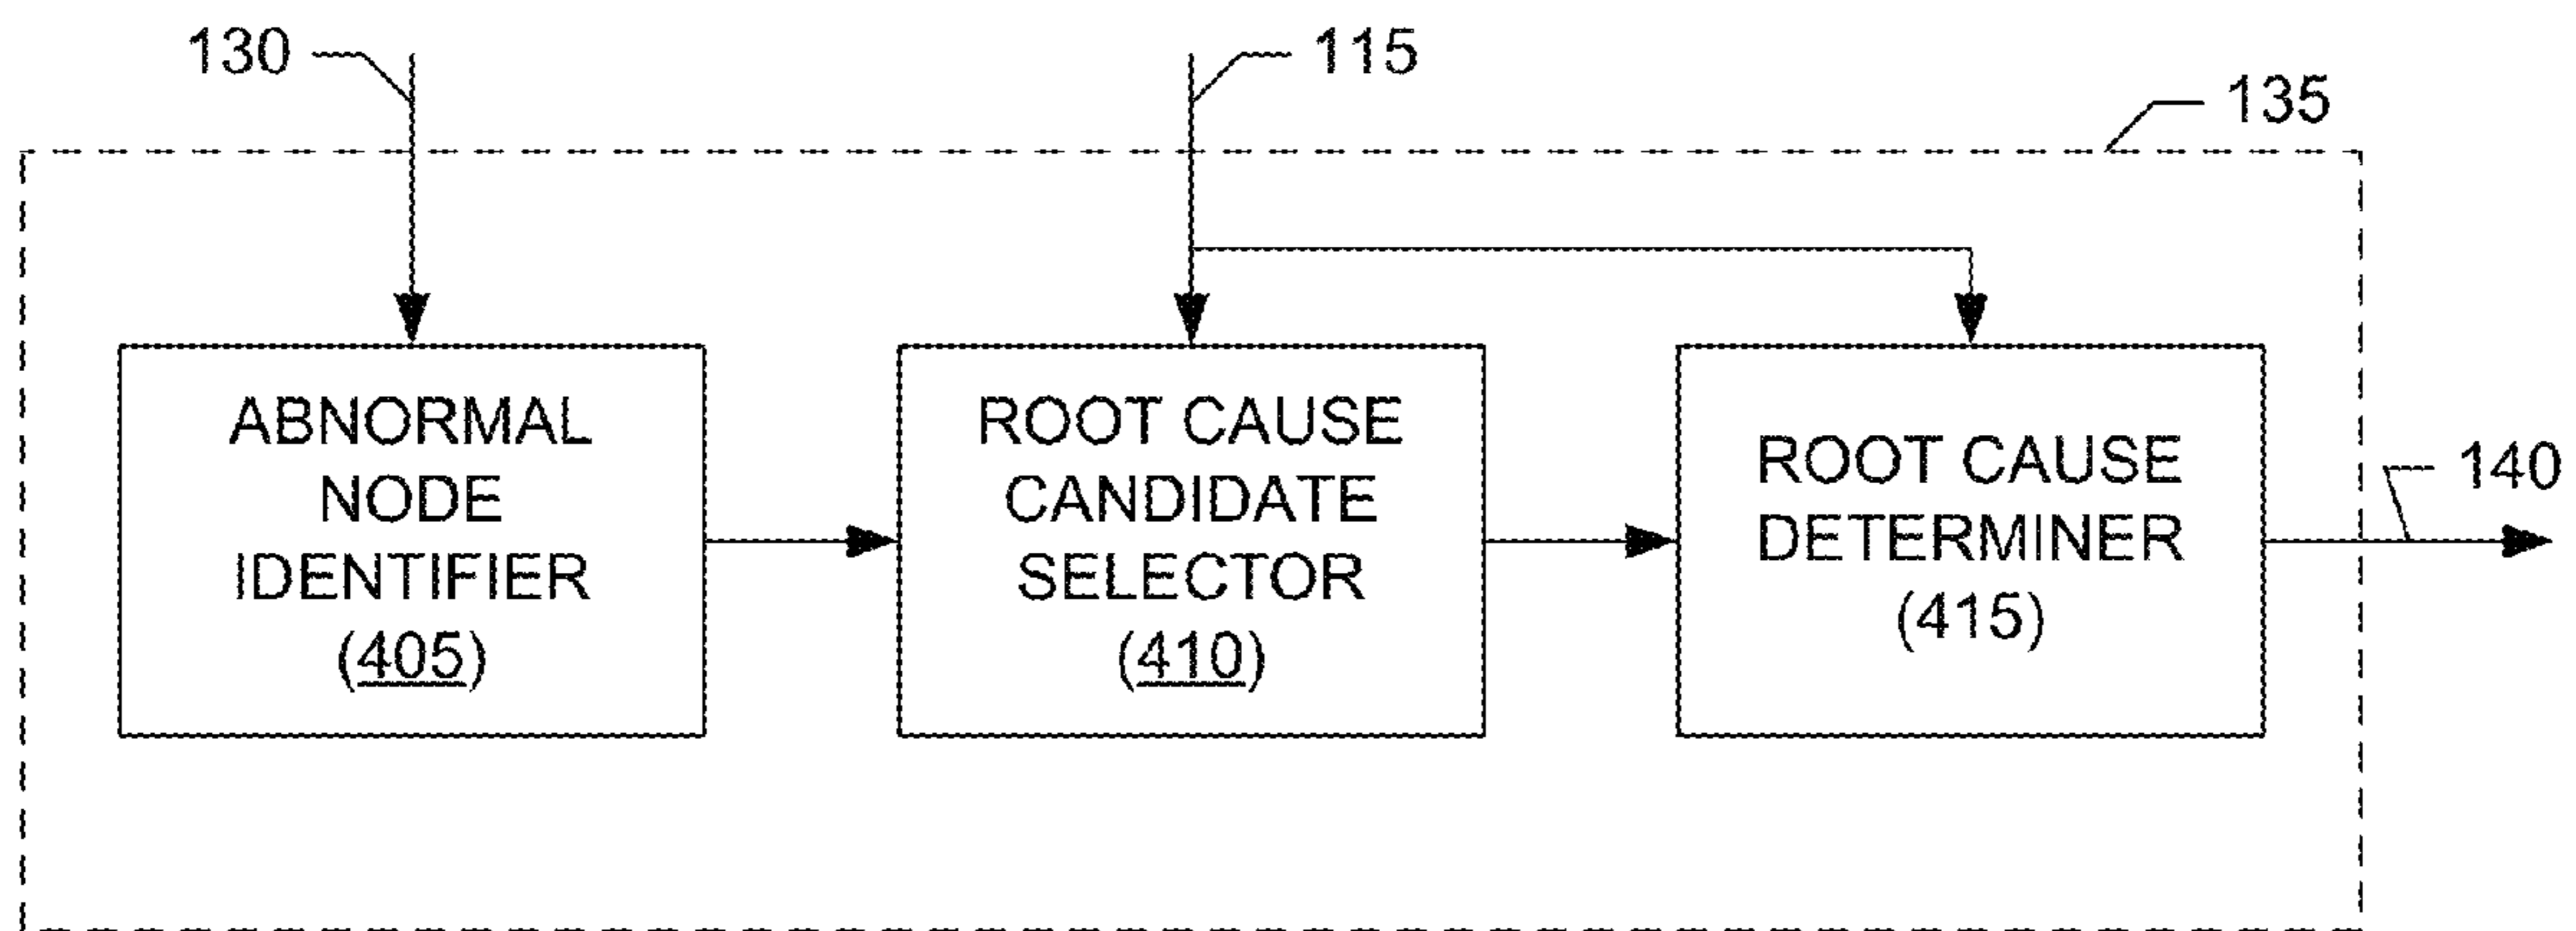 130
115
135
ABNORMAL
NODE
IDENTIFIER
(405)
ROOT CAUSE
CANDIDATE
SELECTOR
(410)
ROOT CAUSE
DETERMINER
(415)
140